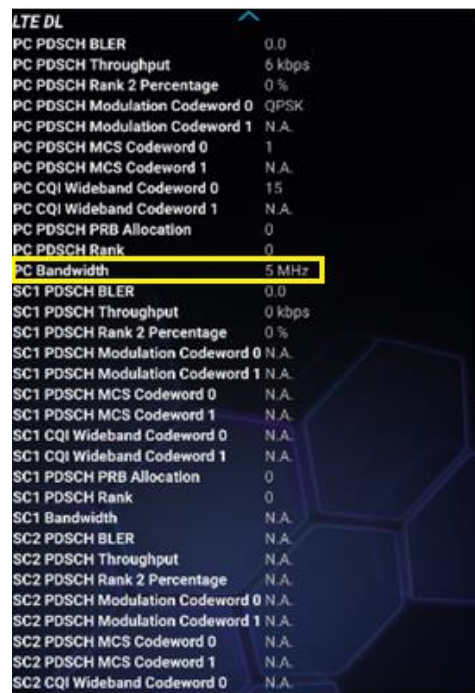 LTE DL
PC PDSCH BLER 0.0
PC PDSCH Throughput 6 kbps
PC PDSCH Rank 2 Percentage 0 %
PC PDSCH Modulation Codeword 0 QPSK
PC PDSCH Modulation Codeword 1 N.A.
PC PDSCH MCS Codeword 0 1
PC PDSCH MCS Codeword 1 N.A.
PC CQI Wideband Codeword 0 15
PC CQI Wideband Codeword 1 N.A.
PC PDSCH PRB Allocation 0
PC PDSCH Rank 0
PC Bandwidth 5 MHz
SC1 PDSCH BLER 0.0
SC1 PDSCH Throughput 0 kbps
SC1 PDSCH Rank 2 Percentage 0 %
SC1 PDSCH Modulation Codeword 0 N.A.
SC1 PDSCH Modulation Codeword 1 N.A.
SC1 PDSCH MCS Codeword 0 N.A.
SC1 PDSCH MCS Codeword 1 N.A.
SC1 CQI Wideband Codeword 0 N.A.
SC1 CQI Wideband Codeword 1 N.A.
SC1 PDSCH PRB Allocation 0
SC1 PDSCH Rank 0
SC1 Bandwidth N.A.
SC2 PDSCH BLER N.A.
SC2 PDSCH Throughput N.A.
SC2 PDSCH Rank 2 Percentage N.A.
SC2 PDSCH Modulation Codeword 0 N.A.
SC2 PDSCH Modulation Codeword 1 N.A.
SC2 PDSCH MCS Codeword 0 N.A.
SC2 PDSCH MCS Codeword 1 N.A.
SC2 CQI Wideband Codeword 0 N.A.